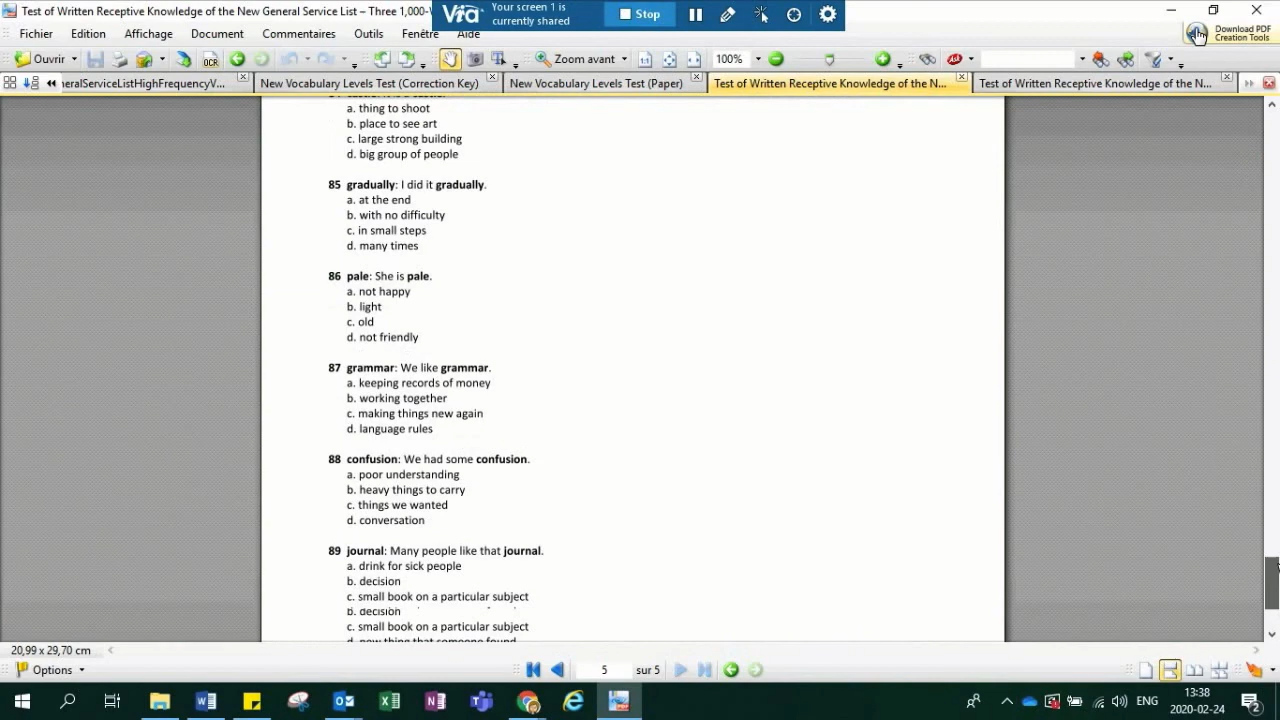 Test of Written Receptive Knowledge of the New General Service List – Three 1,000-
Via
Your screen 1 is currently shared
Stop
Fichier Edition Affichage Document Commentaires Outils Fenêtre Aide
Download PDF
Creation Tools
Ouvrir
OCR
Zoom avant
100%
eralServiceListHighFrequencyV...
New Vocabulary Levels Test (Correction Key)
New Vocabulary Levels Test (Paper)
Test of Written Receptive Knowledge of the N...
Test of Written Receptive Knowledge of the N...
a. thing to shoot
b. place to see art
c. large strong building
d. big group of people
85 gradually: I did it gradually.
a. at the end
b. with no difficulty
c. in small steps
d. many times
86 pale: She is pale.
a. not happy
b. light
c. old
d. not friendly
87 grammar: We like grammar.
a. keeping records of money
b. working together
c. making things new again
d. language rules
88 confusion: We had some confusion.
a. poor understanding
b. heavy things to carry
c. things we wanted
d. conversation
89 journal: Many people like that journal.
a. drink for sick people
b. decision
c. small book on a particular subject
b. decision
c. small book on a particular subject
d. new thing that someone found
20,99 x 29,70 cm
Options
5 sur 5
ENG
13:38
2020-02-24
2